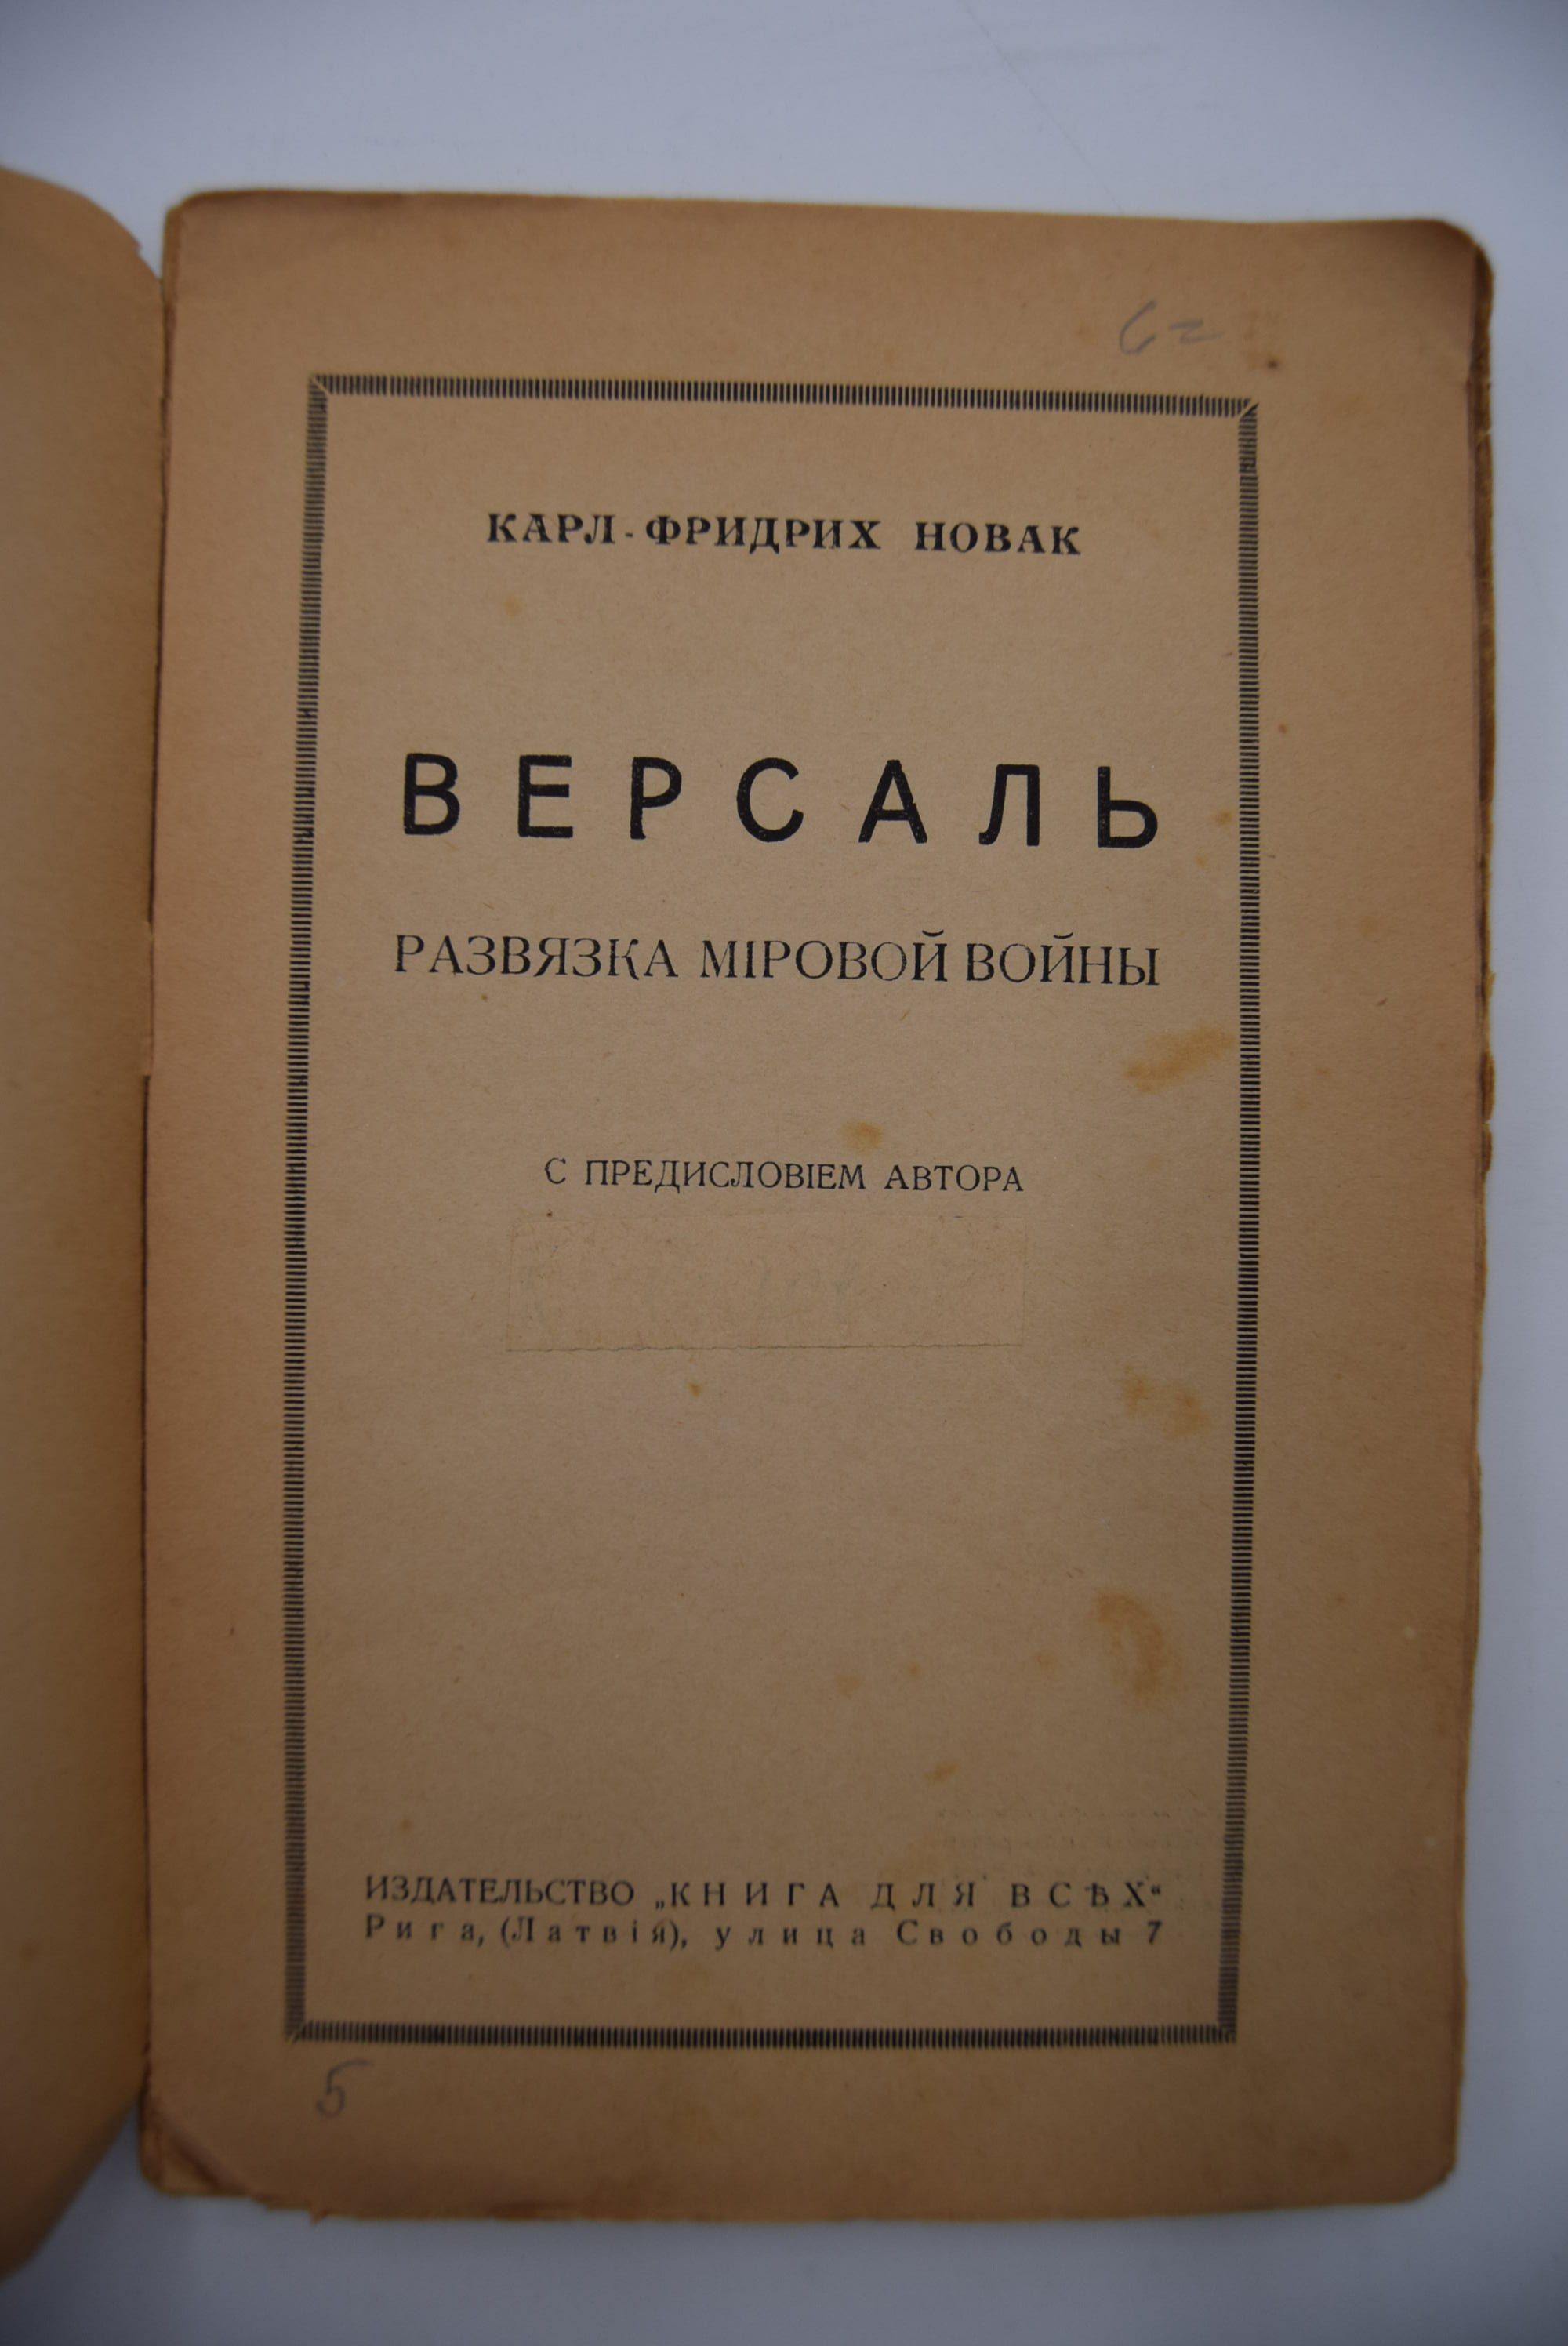 6=
КАРЛ-ФРИДРИХ НОВАК
ВЕРСАЛЬ
РАЗВЯЗКА МІРОВОЙ ВОЙНЫ
С ПРЕДИСЛОВІЕМ АВТОРА
ИЗДАТЕЛЬСТВО „КНИГА ДЛЯ ВСѢХ“
Рига, (Латвія), улица Свободы 7
5